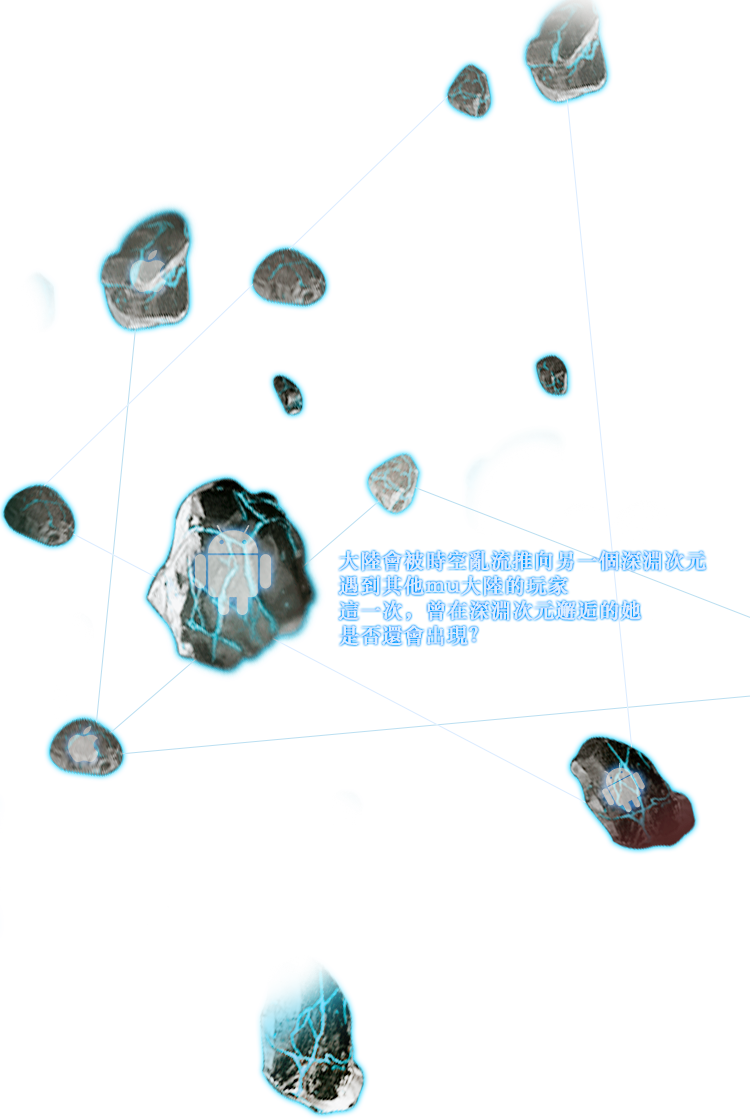 大陸會被時空亂流推向另一個深淵次元
遇到其他mu大陸的玩家
這一次，曾在深淵次元邂逅的她
是否還會出現?